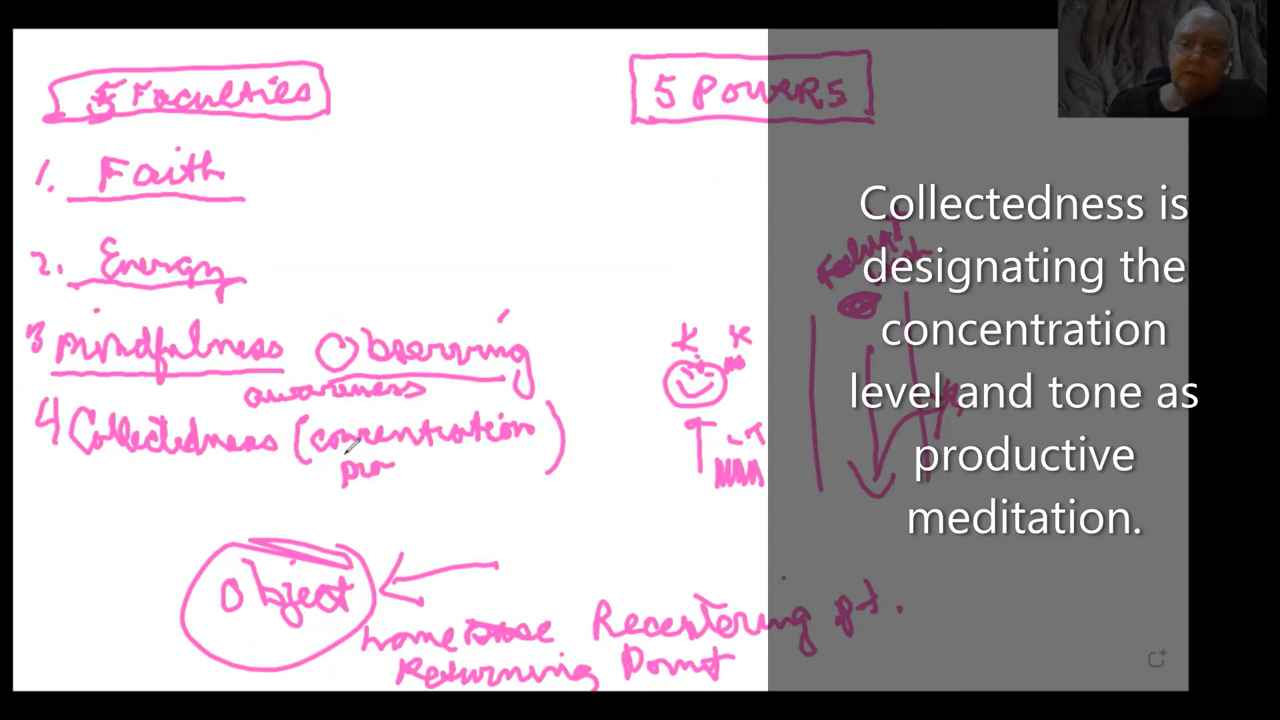 5 Faculties
5 POWERS
1. Faith
2. Energy
3 Mindfulness Observing
awareness
4 Collectedness (concentration)
pro
Object
home base Recentering pt.
Returning Point
Collectedness is
designating the
concentration
level and tone as
productive
meditation.